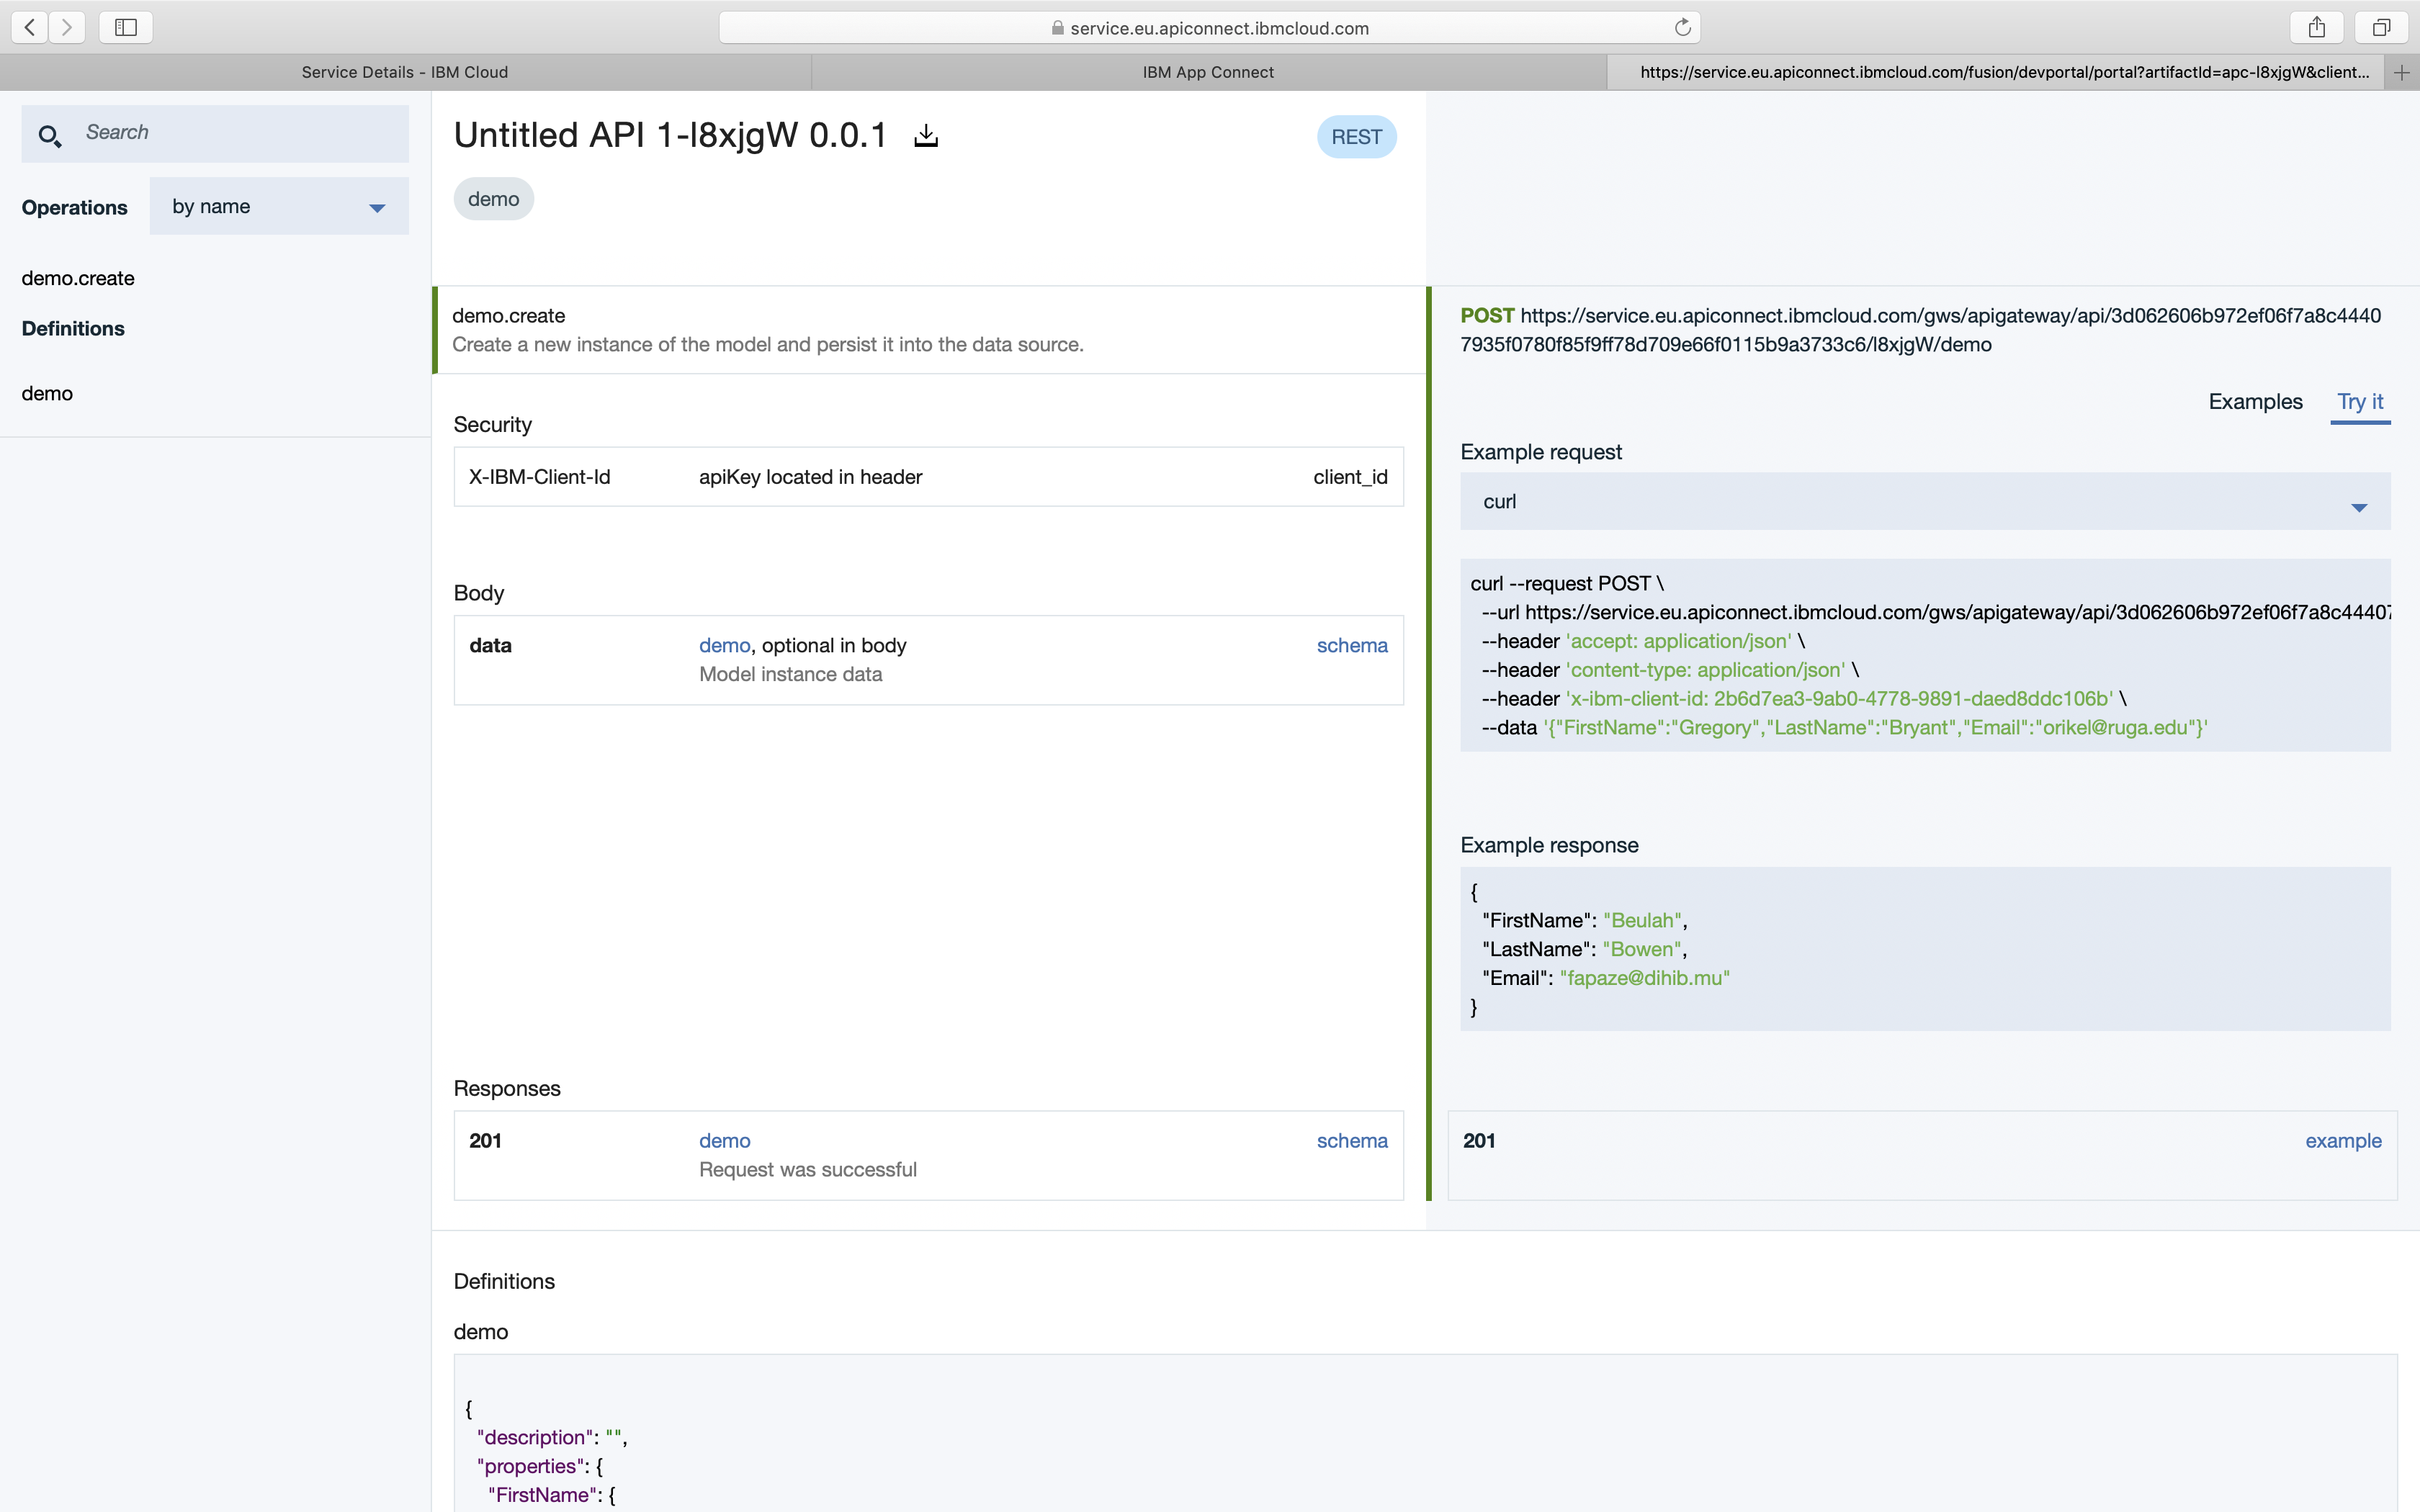 service.eu.apiconnect.ibmcloud.com
Service Details - IBM Cloud
IBM App Connect
https://service.eu.apiconnect.ibmcloud.com/fusion/devportal/portal?artifactId=apc-l8xjgW&client...
Search
Operations
by name
demo.create
Definitions
demo
Untitled API 1-l8xjgW 0.0.1
REST
demo
demo.create
Create a new instance of the model and persist it into the data source.
Security
X-IBM-Client-Id apiKey located in header client_id
Body
data demo, optional in body schema
Model instance data
Responses
201 demo schema
Request was successful
POST https://service.eu.apiconnect.ibmcloud.com/gws/apigateway/api/3d062606b972ef06f7a8c4440
7935f0780f85f9ff78d709e66f0115b9a3733c6/l8xjgW/demo
Examples Try it
Example request
curl
curl --request POST \
--url https://service.eu.apiconnect.ibmcloud.com/gws/apigateway/api/3d062606b972ef06f7a8c44407
--header 'accept: application/json' \
--header 'content-type: application/json' \
--header 'x-ibm-client-id: 2b6d7ea3-9ab0-4778-9891-daed8ddc106b' \
--data '{"FirstName":"Gregory","LastName":"Bryant","Email":"orikel@ruga.edu"}'
Example response
{
"FirstName": "Beulah",
"LastName": "Bowen",
"Email": "fapaze@dihib.mu"
}
201 example
Definitions
demo
{
"description": "",
"properties": {
"FirstName": {